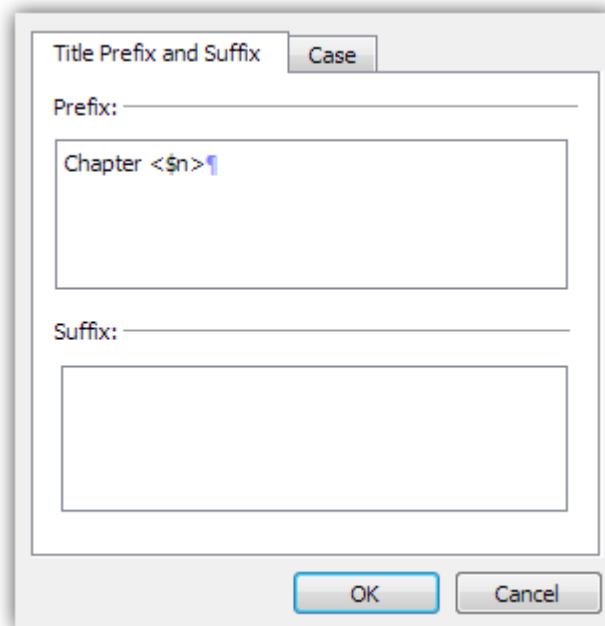 Title Prefix and Suffix Case
Prefix:
Chapter <$n>¶
Suffix:
OK Cancel